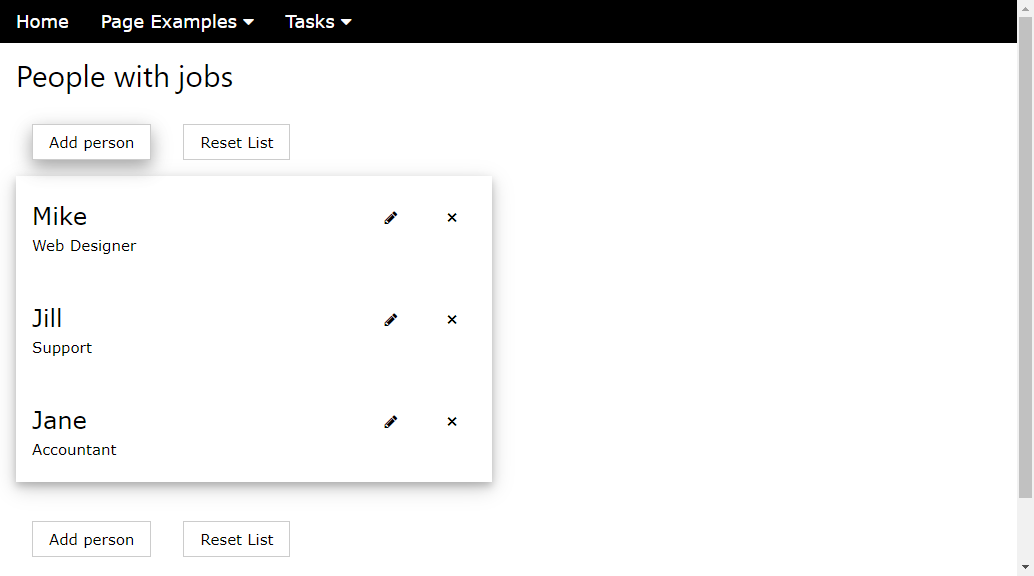 Home Page Examples Tasks
People with jobs
Add person Reset List
Mike
Web Designer
Jill
Support
Jane
Accountant
Add person Reset List